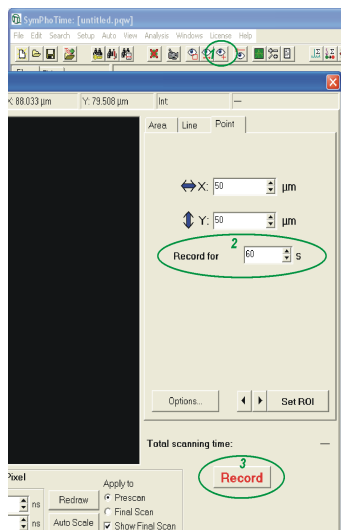 SymPhoTime: [untitled.pqw]
File Edit Search Setup Auto View Analysis Windows License Help
1
X: 88.033 µm Y: 79.508 µm Int: —
Area Line Point
X: 50 µm
Y: 50 µm
2
Record for 60 s
Options... Set ROI
Total scanning time: —
3
Record
Pixel
Apply to
ns Redraw Prescan
Final Scan
ns Auto Scale Show Final Scan